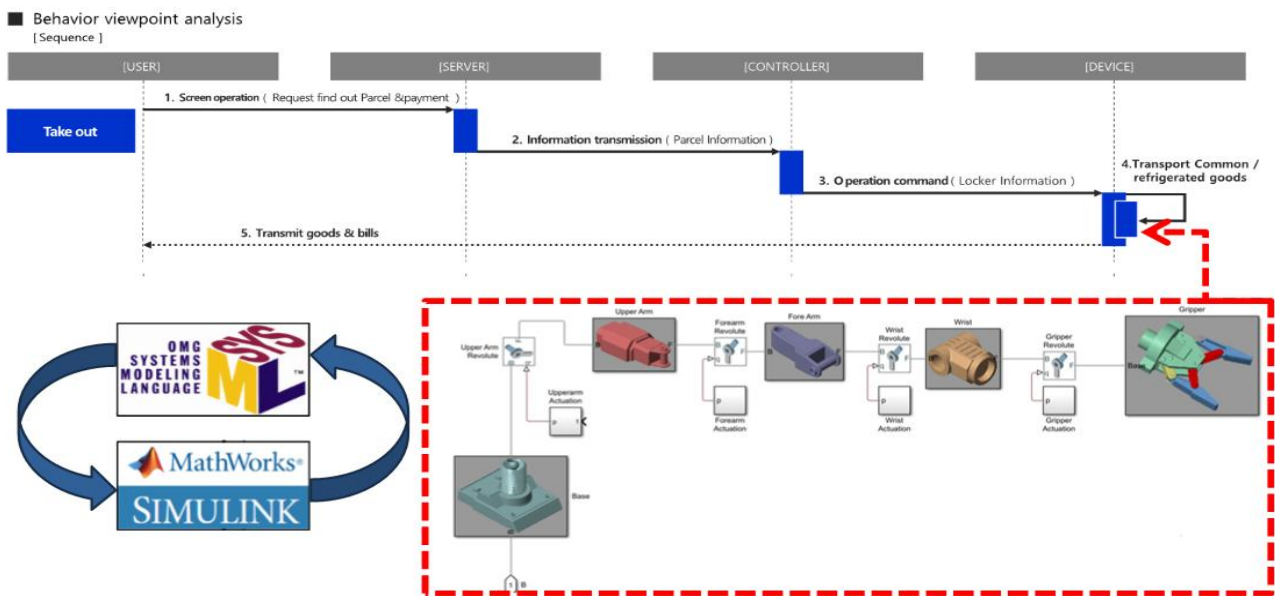 Behavior viewpoint analysis
[ Sequence ]
[USER]
[SERVER]
[CONTROLLER]
[DEVICE]
1. Screen operation ( Request find out Parcel &payment )
Take out
2. Information transmission ( Parcel Information )
3. Operation command ( Locker Information )
4.Transport Common /
refrigerated goods
5. Transmit goods & bills
OMG
SYSTEMS
MODELING
LANGUAGE
SYS
ML
TM
MathWorks®
SIMULINK
Upper Arm
Revolute
Upper Arm
Upperarm
Actuation
p
1
Base
1
B
Forearm
Revolute
B
F
q
p
Forearm
Actuation
Fore Arm
B
Wrist
Revolute
B
F
q
p
Wrist
Actuation
Wrist
Gripper
Revolute
B
F
q
p
Gripper
Actuation
Gripper
Base